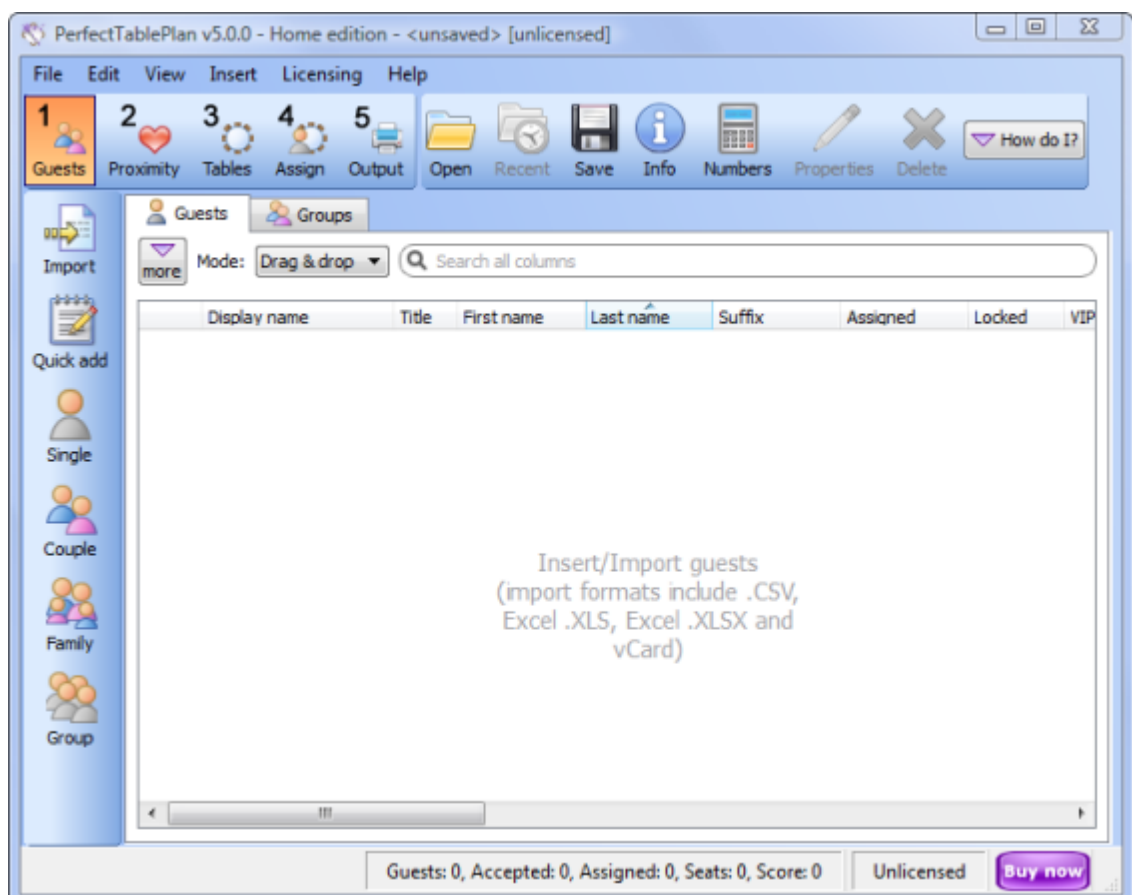 PerfectTablePlan v5.0.0 - Home edition - <unsaved> [unlicensed]
File Edit View Insert Licensing Help
1 2 3 4 5
Guests Proximity Tables Assign Output Open Recent Save Info Numbers Properties Delete How do I?
Guests Groups
Import
more Mode: Drag & drop Search all columns
Display name Title First name Last name Suffix Assigned Locked VIP
Quick add
Single
Couple
Family
Group
Insert/Import guests
(import formats include .CSV,
Excel .XLS, Excel .XLSX and
vCard)
Guests: 0, Accepted: 0, Assigned: 0, Seats: 0, Score: 0 Unlicensed Buy now